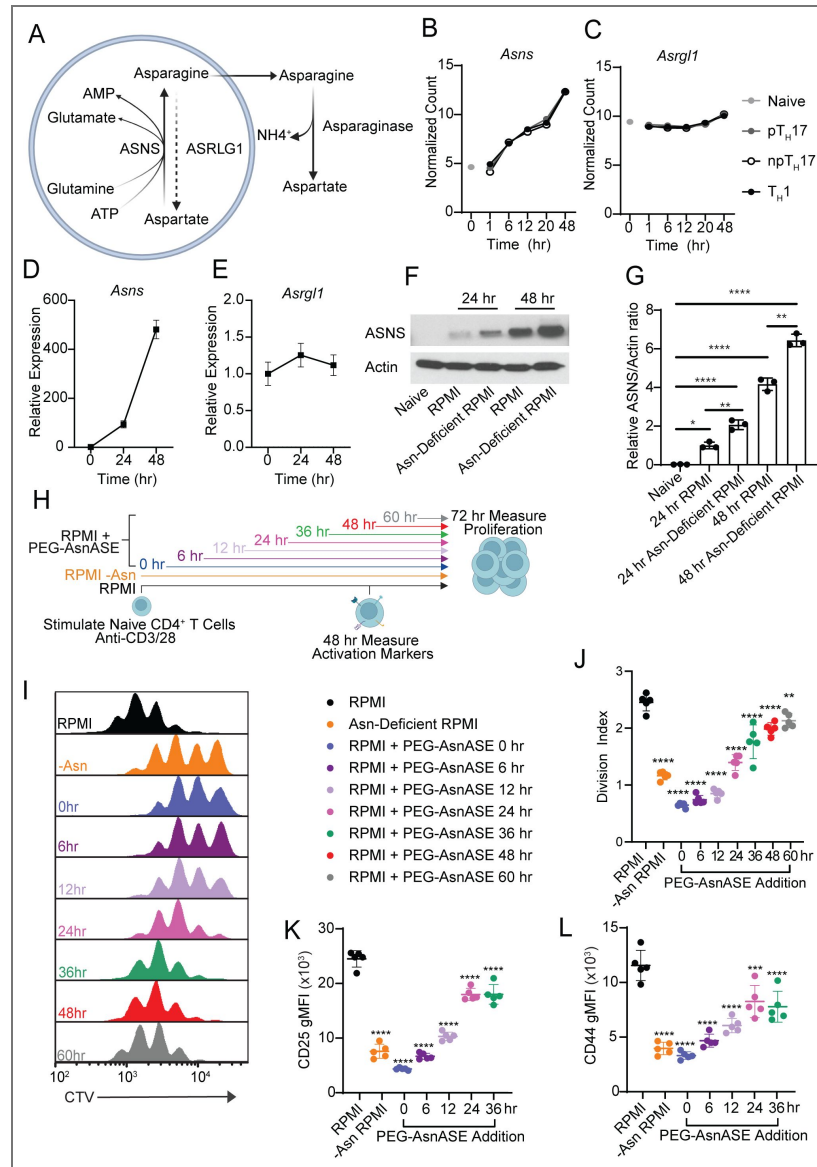 A
Asparagine
Asparagine
AMP
Glutamate
NH4⁺
Asparaginase
ASNS
ASRLG1
Glutamine
ATP
Aspartate
Aspartate
B
Asns
Normalized Count
15
10
5
0
0 1 6 12 20 48
Time (hr)
C
Asrgl1
Normalized Count
15
10
5
0
0 1 6 12 20 48
Time (hr)
Naive
pTH17
npTH17
TH1
D
Asns
Relative Expression
600
400
200
0
0 24 48
Time (hr)
E
Asrgl1
Relative Expression
2.0
1.5
1.0
0.5
0.0
0 24 48
Time (hr)
F
24 hr 48 hr
ASNS
Actin
Naive
RPMI
Asn-Deficient RPMI
RPMI
Asn-Deficient RPMI
G
Relative ASNS/Actin ratio
8
6
4
2
0
****
**
****
****
**
*
Naive
24 hr RPMI
24 hr Asn-Deficient RPMI
48 hr RPMI
48 hr Asn-Deficient RPMI
H
RPMI +
PEG-AsnASE
60 hr
48 hr
36 hr
24 hr
12 hr
6 hr
0 hr
RPMI -Asn
RPMI
72 hr Measure
Proliferation
Stimulate Naive CD4⁺ T Cells
Anti-CD3/28
48 hr Measure
Activation Markers
I
RPMI
-Asn
0hr
6hr
12hr
24hr
36hr
48hr
60hr
10² 10³ 10⁴
CTV
RPMI
Asn-Deficient RPMI
RPMI + PEG-AsnASE 0 hr
RPMI + PEG-AsnASE 6 hr
RPMI + PEG-AsnASE 12 hr
RPMI + PEG-AsnASE 24 hr
RPMI + PEG-AsnASE 36 hr
RPMI + PEG-AsnASE 48 hr
RPMI + PEG-AsnASE 60 hr
J
Division Index
3
2
1
0
**** **** **** **** **** **** **** **
RPMI
-Asn RPMI
0 6 12 24 36 48 60 hr
PEG-AsnASE Addition
K
CD25 gMFI (x10³)
30
20
10
0
**** **** **** **** **** ****
RPMI
-Asn RPMI
0 6 12 24 36 hr
PEG-AsnASE Addition
L
CD44 gMFI (x10³)
15
10
5
0
**** **** **** **** *** ****
RPMI
-Asn RPMI
0 6 12 24 36 hr
PEG-AsnASE Addition